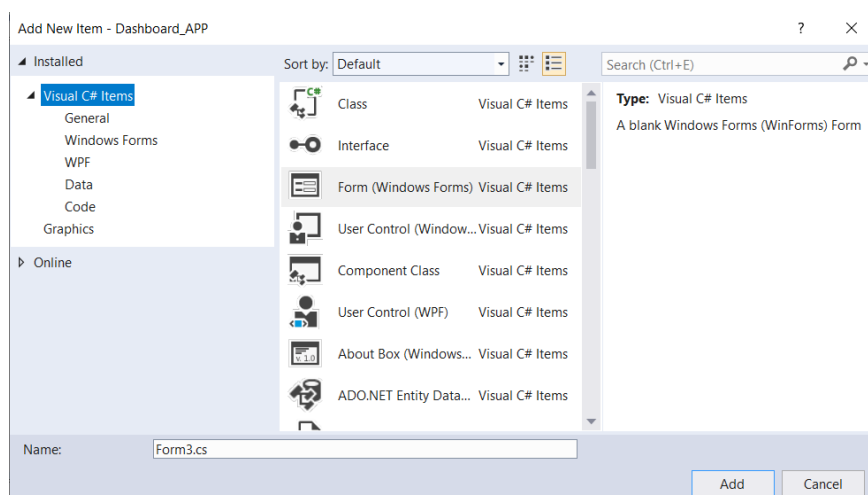 Add New Item - Dashboard_APP ?
Installed
Sort by: Default
Search (Ctrl+E)
Visual C# Items
General
Windows Forms
WPF
Data
Code
Graphics
Online
Class Visual C# Items
Interface Visual C# Items
Form (Windows Forms) Visual C# Items
User Control (Window... Visual C# Items
Component Class Visual C# Items
User Control (WPF) Visual C# Items
About Box (Windows... Visual C# Items
ADO.NET Entity Data... Visual C# Items
Type: Visual C# Items
A blank Windows Forms (WinForms) Form
Name: Form3.cs
Add Cancel